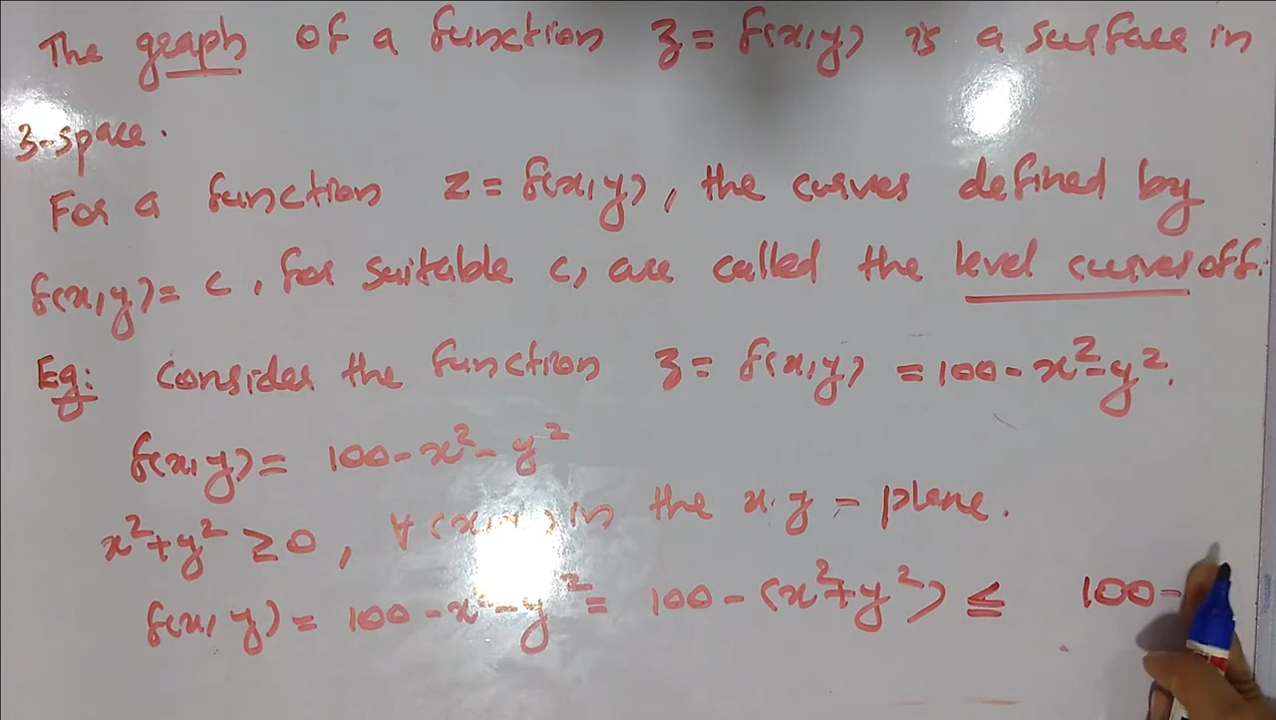 The graph of a function z = f(x,y) is a surface in
3-space.
For a function z = f(x,y), the curves defined by
f(x,y) = c, for suitable c, are called the level curves of f.
Eg: Consider the function z = f(x,y) = 100-x²-y².
f(x,y) = 100-x²-y²
x²+y² ≥ 0, ∀ (x,y) in the xy-plane.
f(x,y) = 100-x²-y² = 100-(x²+y²) ≤ 100-